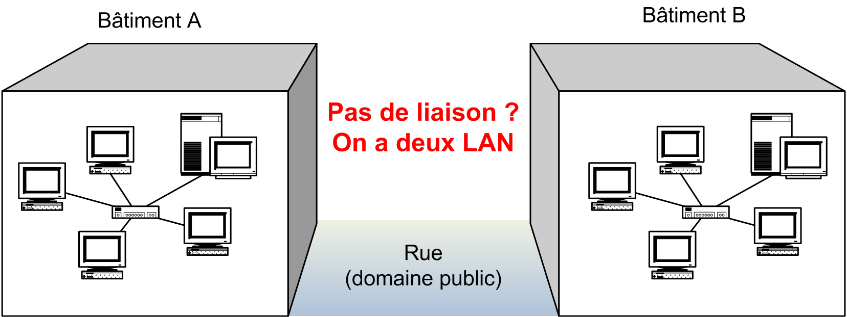 Bâtiment A
Bâtiment B
Pas de liaison ?
On a deux LAN
Rue
(domaine public)